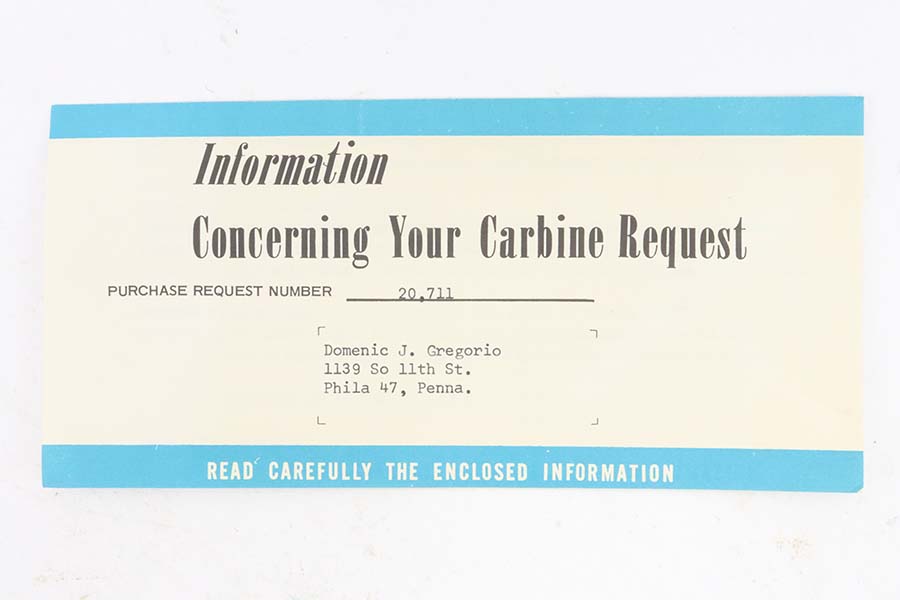 Information
Concerning Your Carbine Request
PURCHASE REQUEST NUMBER 20,711
Domenic J. Gregorio
1139 So 11th St.
Phila 47, Penna.
READ CAREFULLY THE ENCLOSED INFORMATION